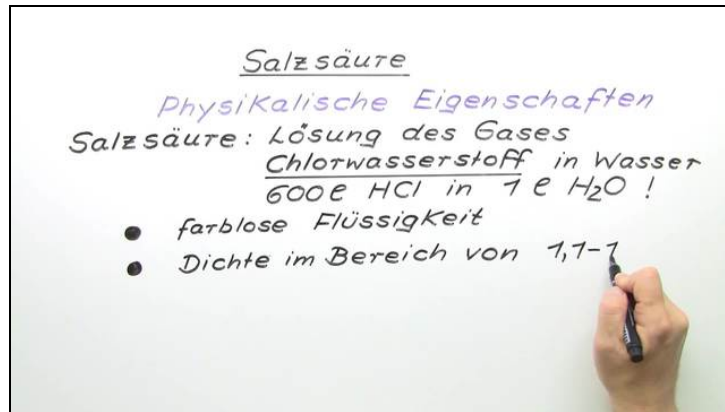 Salzsäure
Physikalische Eigenschaften
Salzsäure: Lösung des Gases
Chlorwasserstoff in Wasser
600 l HCl in 1 l H₂O !
• farblose Flüssigkeit
• Dichte im Bereich von 1,1-1